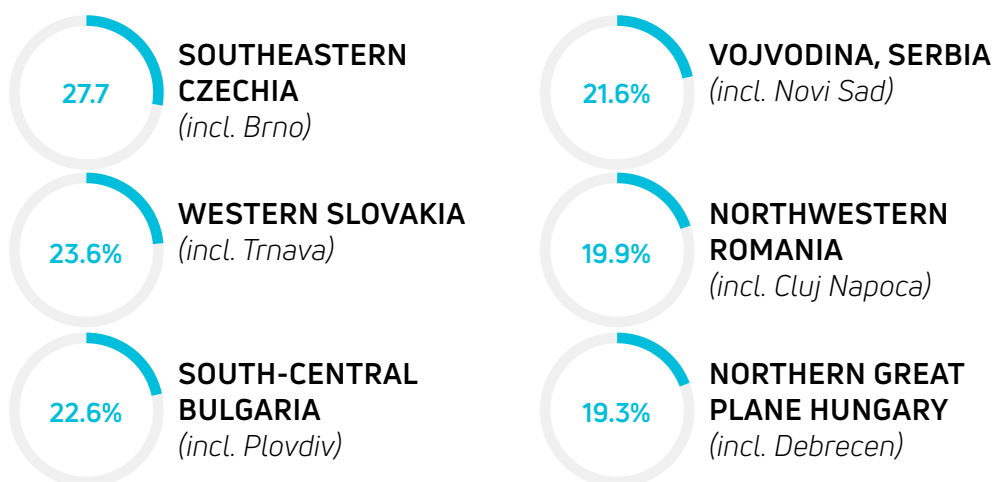 27.7
SOUTHEASTERN
CZECHIA
(incl. Brno)
23.6%
WESTERN SLOVAKIA
(incl. Trnava)
22.6%
SOUTH-CENTRAL
BULGARIA
(incl. Plovdiv)
21.6%
VOJVODINA, SERBIA
(incl. Novi Sad)
19.9%
NORTHWESTERN
ROMANIA
(incl. Cluj Napoca)
19.3%
NORTHERN GREAT
PLANE HUNGARY
(incl. Debrecen)